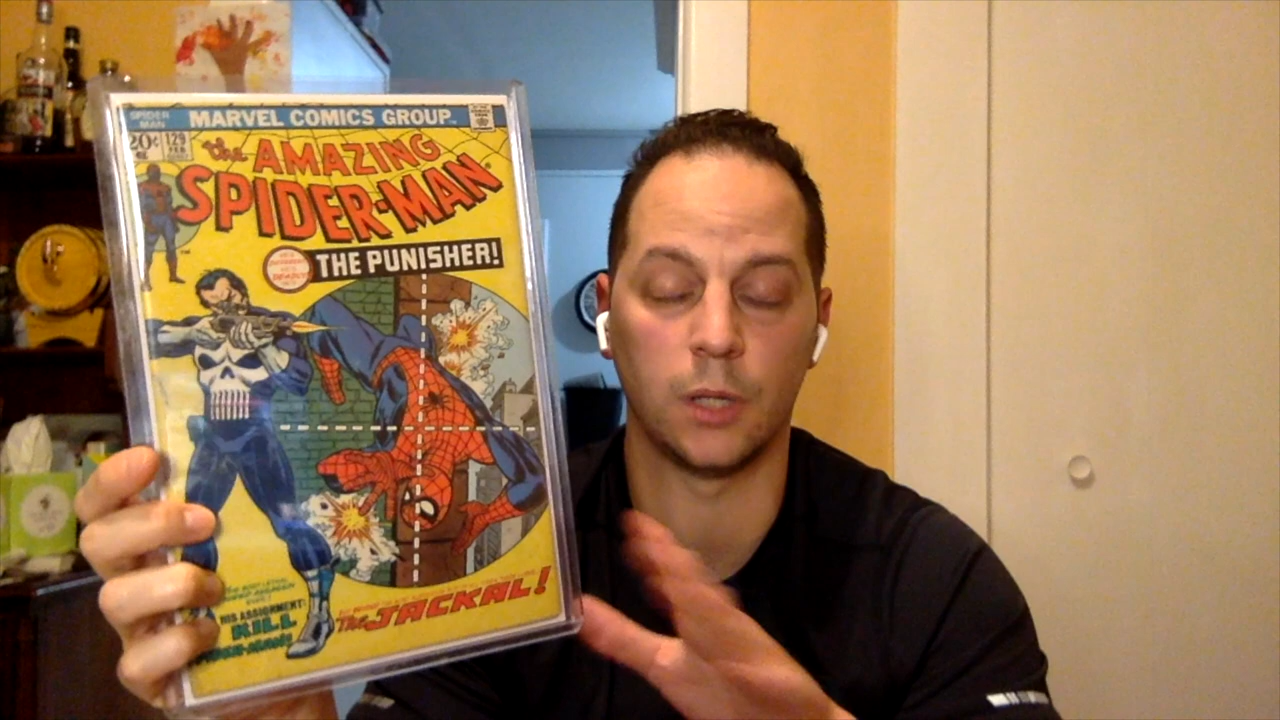 SPIDER-MAN
MARVEL COMICS GROUP
20¢
129
FEB
the AMAZING
SPIDER-MAN
THE PUNISHER!
HIS ASSIGNMENT:
KILL
SPIDER-MAN!
THE JACKAL!